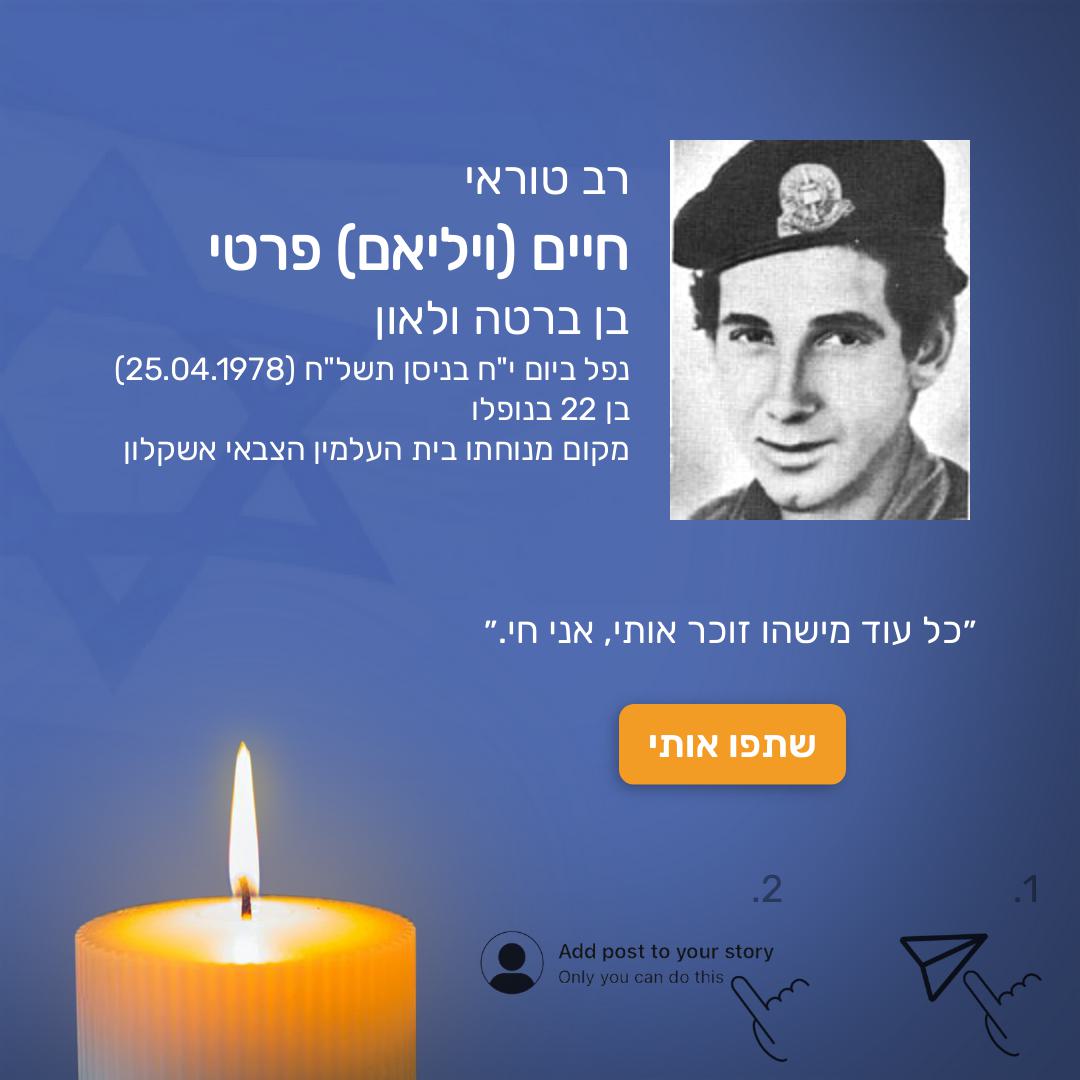 רב טוראי
חיים (ויליאם) פרטי
בן ברטה ולאון
נפל ביום י"ח בניסן תשל"ח (25.04.1978)
בן 22 בנופלו
מקום מנוחתו בית העלמין הצבאי אשקלון
״כל עוד מישהו זוכר אותי, אני חי.״
שתפו אותי
1.
2.
Add post to your story
Only you can do this